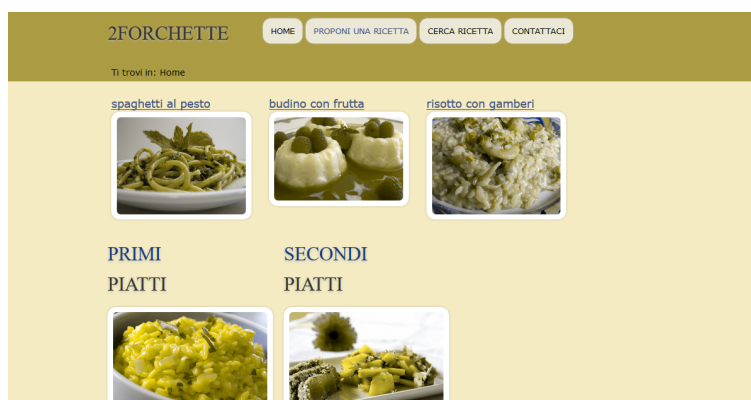 2FORCHETTE
HOME
PROPONI UNA RICETTA
CERCA RICETTA
CONTATTACI
Ti trovi in: Home
spaghetti al pesto
budino con frutta
risotto con gamberi
PRIMI
PIATTI
SECONDI
PIATTI